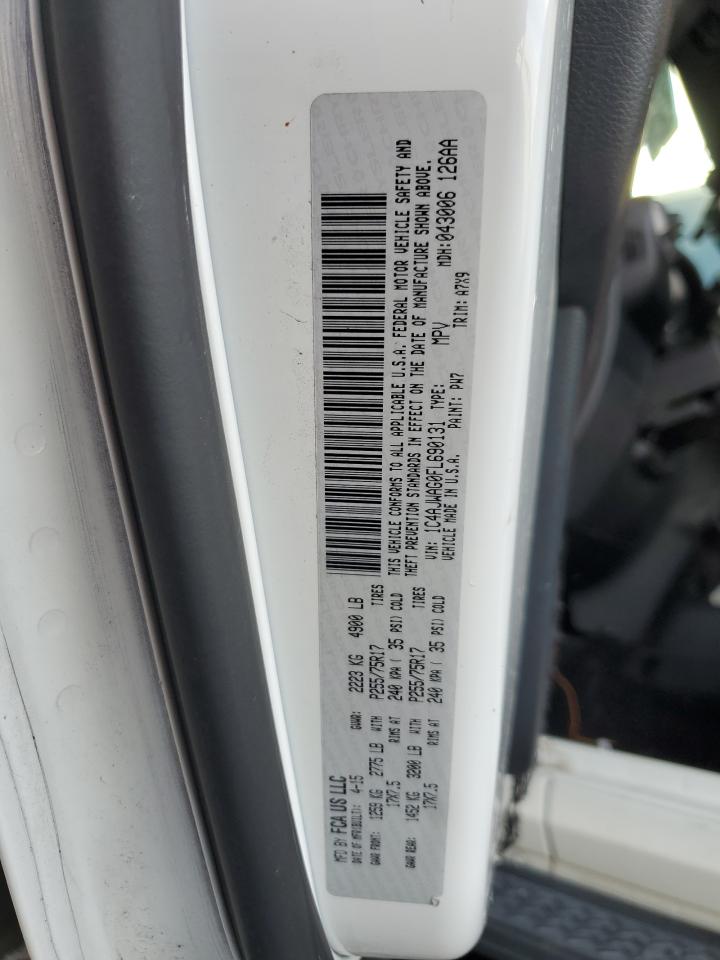 MFD BY FCA US LLC
DATE OF MFR(BUILT): 4-15 GVWR: 2223 KG 4900 LB
GAWR FRONT: 1259 KG 2775 LB WITH P255/75R17 TIRES
17X7.5 RIMS AT 240 KPA ( 35 PSI) COLD
GAWR REAR: 1452 KG 3200 LB WITH P255/75R17 TIRES
17X7.5 RIMS AT 240 KPA ( 35 PSI) COLD
THIS VEHICLE CONFORMS TO ALL APPLICABLE U.S.A. FEDERAL MOTOR VEHICLE SAFETY AND
THEFT PREVENTION STANDARDS IN EFFECT ON THE DATE OF MANUFACTURE SHOWN ABOVE.
VIN: 1C4AJWAG0FL690131 TYPE: MPV MDH: 043006 126AA
VEHICLE MADE IN U.S.A. PAINT: PW7 TRIM: A7X9